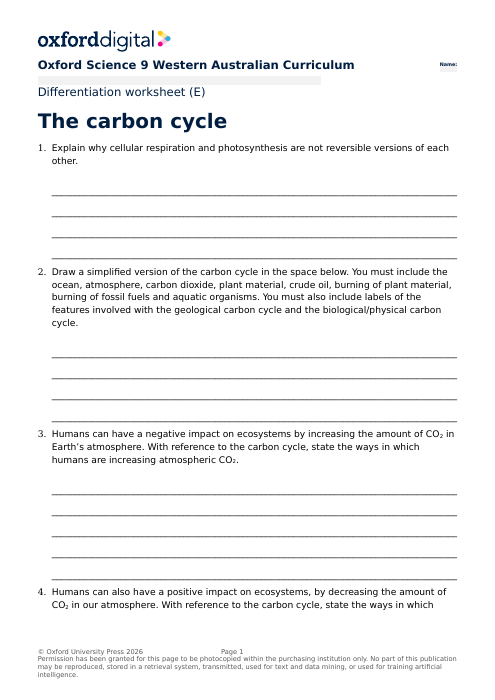 oxforddigital
Oxford Science 9 Western Australian Curriculum
Name:
Differentiation worksheet (E)
The carbon cycle
1. Explain why cellular respiration and photosynthesis are not reversible versions of each
other.
2. Draw a simplified version of the carbon cycle in the space below. You must include the
ocean, atmosphere, carbon dioxide, plant material, crude oil, burning of plant material,
burning of fossil fuels and aquatic organisms. You must also include labels of the
features involved with the geological carbon cycle and the biological/physical carbon
cycle.
3. Humans can have a negative impact on ecosystems by increasing the amount of CO₂ in
Earth’s atmosphere. With reference to the carbon cycle, state the ways in which
humans are increasing atmospheric CO₂.
4. Humans can also have a positive impact on ecosystems, by decreasing the amount of
CO₂ in our atmosphere. With reference to the carbon cycle, state the ways in which
© Oxford University Press 2026 Page 1
Permission has been granted for this page to be photocopied within the purchasing institution only. No part of this publication
may be reproduced, stored in a retrieval system, transmitted, used for text and data mining, or used for training artificial
intelligence.